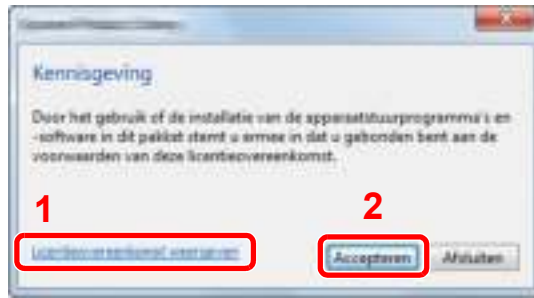 Kennisgeving
Door het gebruik of de installatie van de apparaatstuurprogramma's en
-software in dit pakket stemt u ermee in dat u gebonden bent aan de
voorwaarden van deze licentieovereenkomst.
1
2
Licentieovereenkomst weergeven
Accepteren
Afsluiten